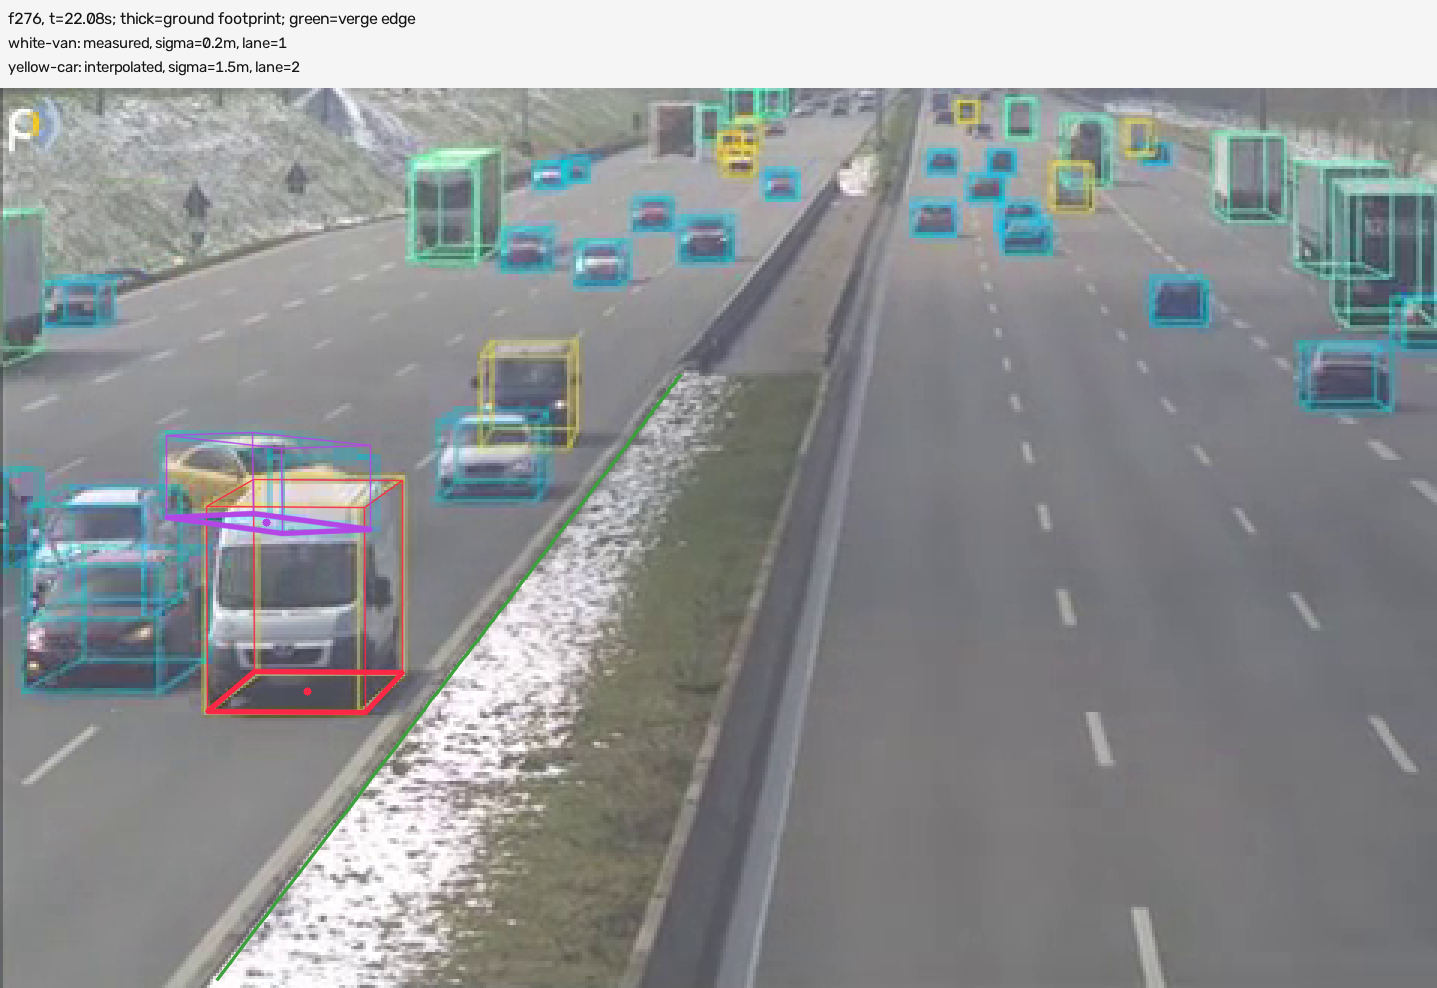 f276, t=22.08s; thick=ground footprint; green=verge edge
white-van: measured, sigma=0.2m, lane=1
yellow-car: interpolated, sigma=1.5m, lane=2